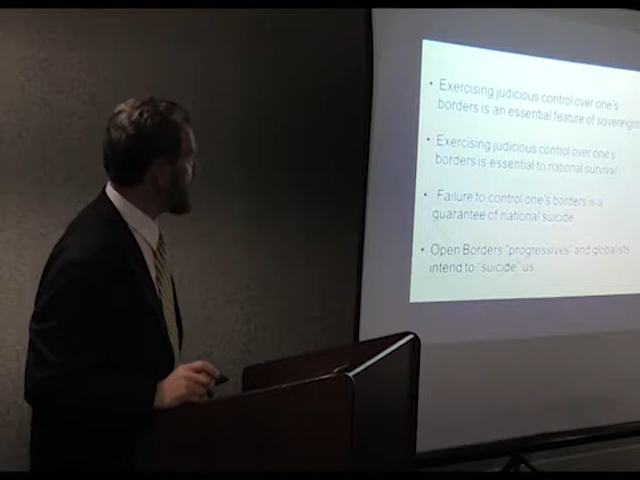 • Exercising judicious control over one's
borders is an essential feature of sovereignty
• Exercising judicious control over one's
borders is essential to national survival
• Failure to control one's borders is a
guarantee of national suicide
• Open Borders "progressives" and globalists
intend to "suicide" us